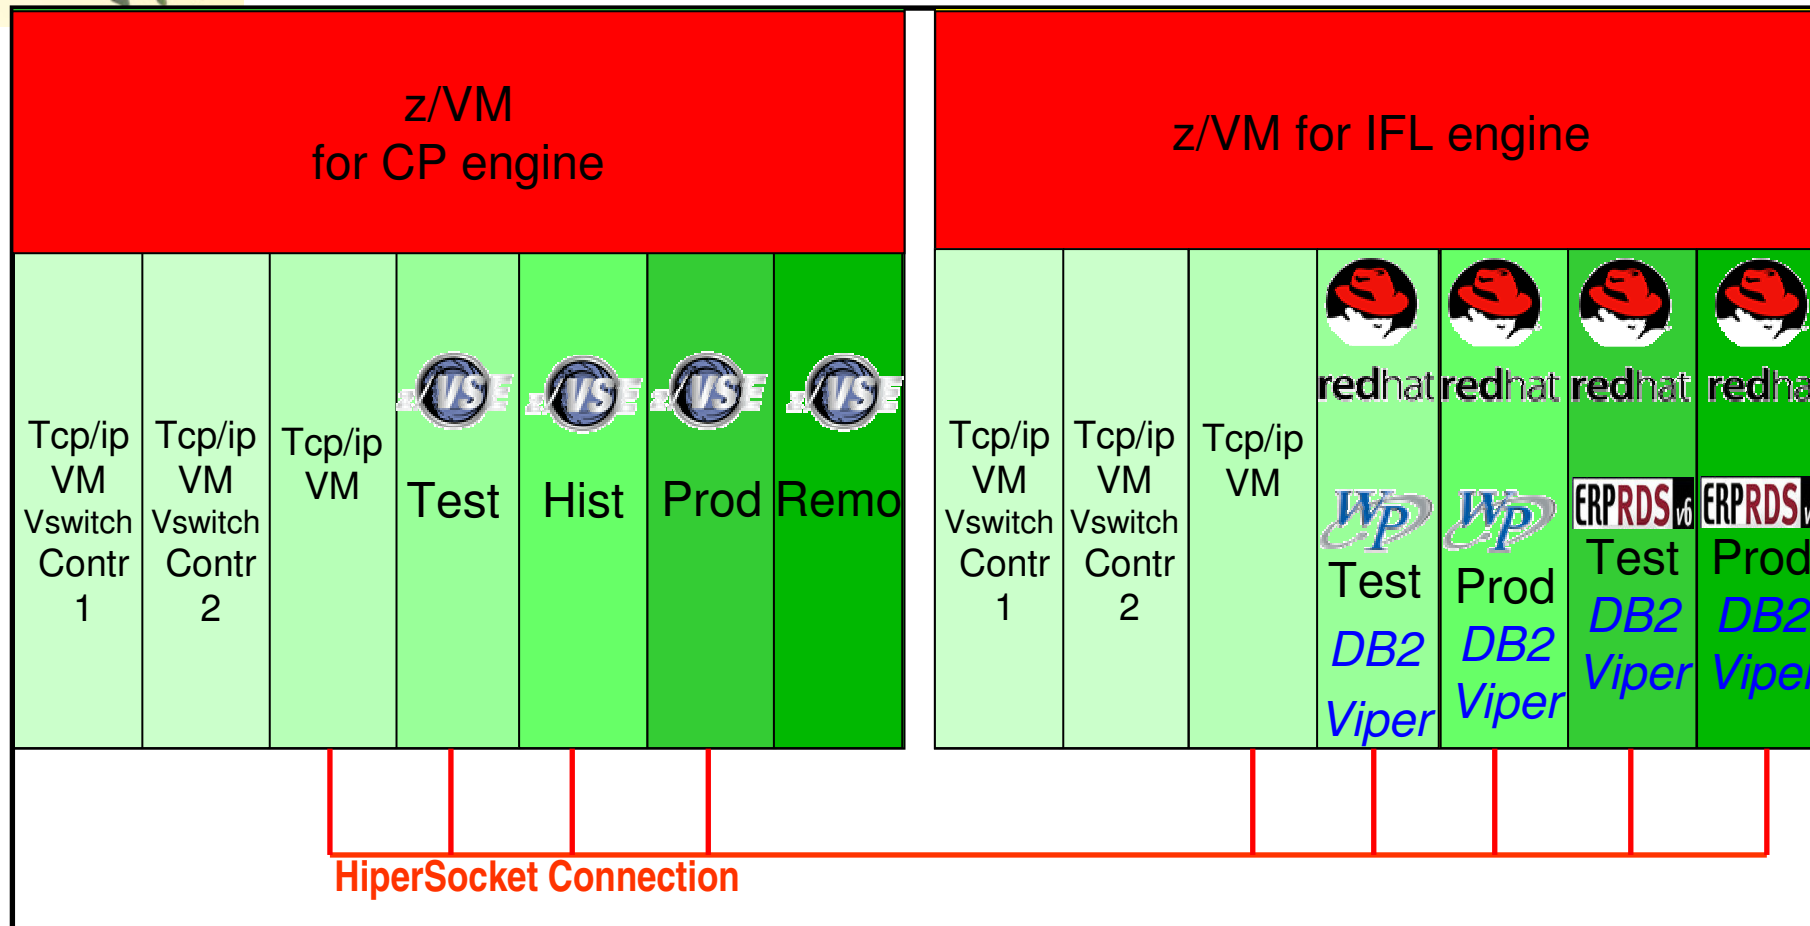 z/VM
for CP engine
z/VM for IFL engine
Tcp/ip
VM
Vswitch
Contr
1
Tcp/ip
VM
Vswitch
Contr
2
Tcp/ip
VM
z/VSE
Test
z/VSE
Hist
z/VSE
Prod
z/VSE
Remo
Tcp/ip
VM
Vswitch
Contr
1
Tcp/ip
VM
Vswitch
Contr
2
Tcp/ip
VM
redhat
WP
Test
DB2
Viper
redhat
WP
Prod
DB2
Viper
redhat
ERPRDS v6
Test
DB2
Viper
redha
ERPRDS v
Prod
DB2
Viper
HiperSocket Connection